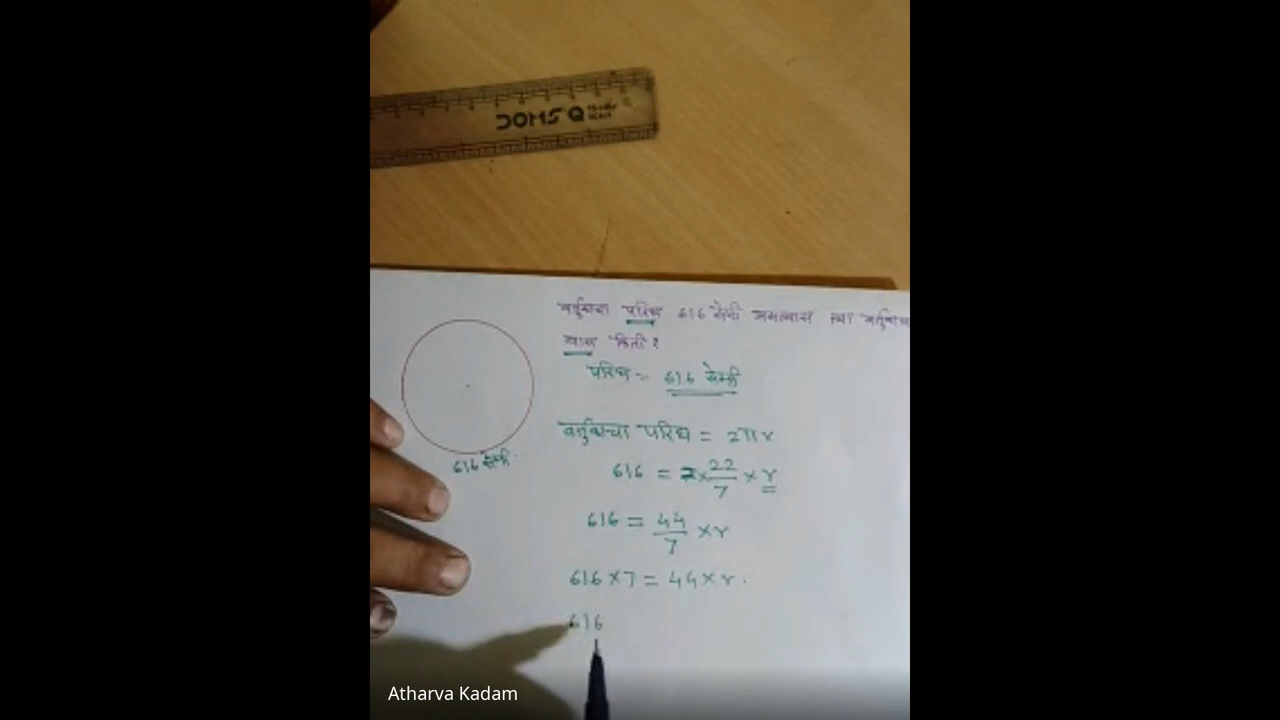 DOMS Q
वर्तुळाचा परिघ 616 सेमी असल्यास त्या
व्यास किती?
परिघ = 616 सेमी
वर्तुळाचा परिघ = 2πr
616 सेमी.
616 = 2 × 22/7 × r
616 = 44/7 × r
616 × 7 = 44 × r.
616
Atharva Kadam